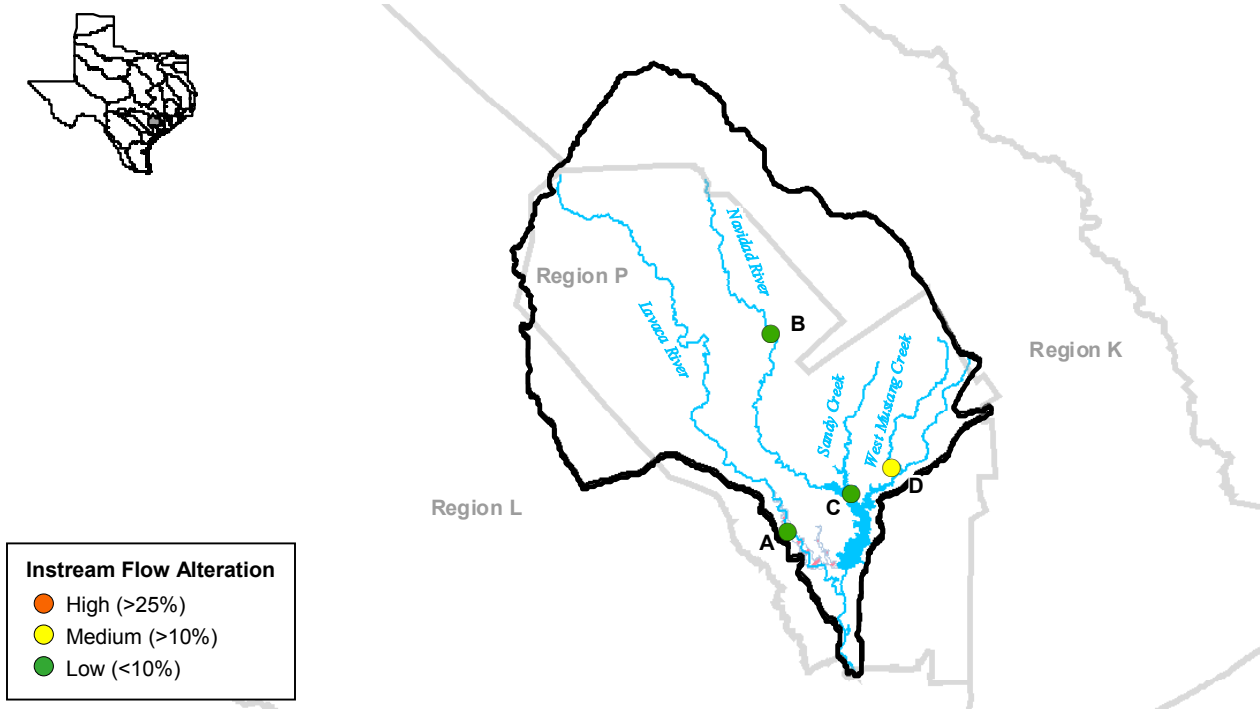 Navidad River
Region P
Lavaca River
B
Region K
Sandy Creek
West Mustang Creek
D
C
Region L
A
Instream Flow Alteration
High (>25%)
Medium (>10%)
Low (<10%)